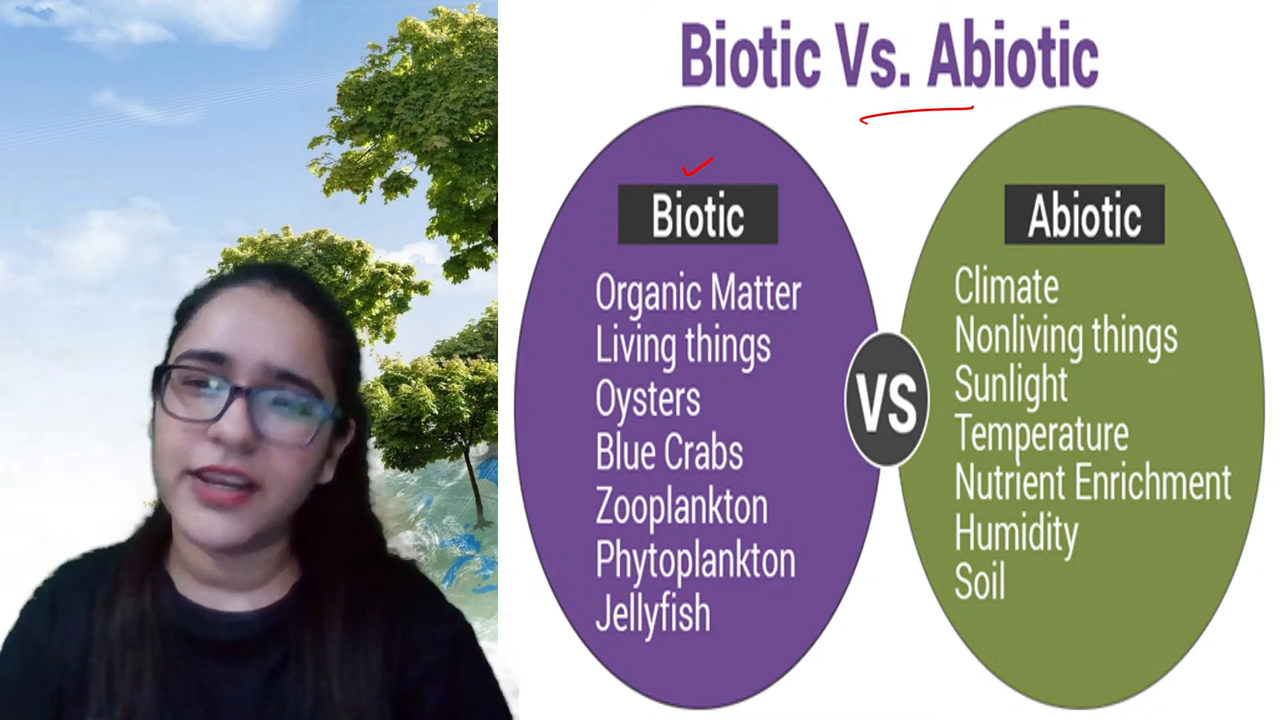 Biotic Vs. Abiotic
Biotic
Organic Matter
Living things
Oysters
Blue Crabs
Zooplankton
Phytoplankton
Jellyfish
VS
Abiotic
Climate
Nonliving things
Sunlight
Temperature
Nutrient Enrichment
Humidity
Soil